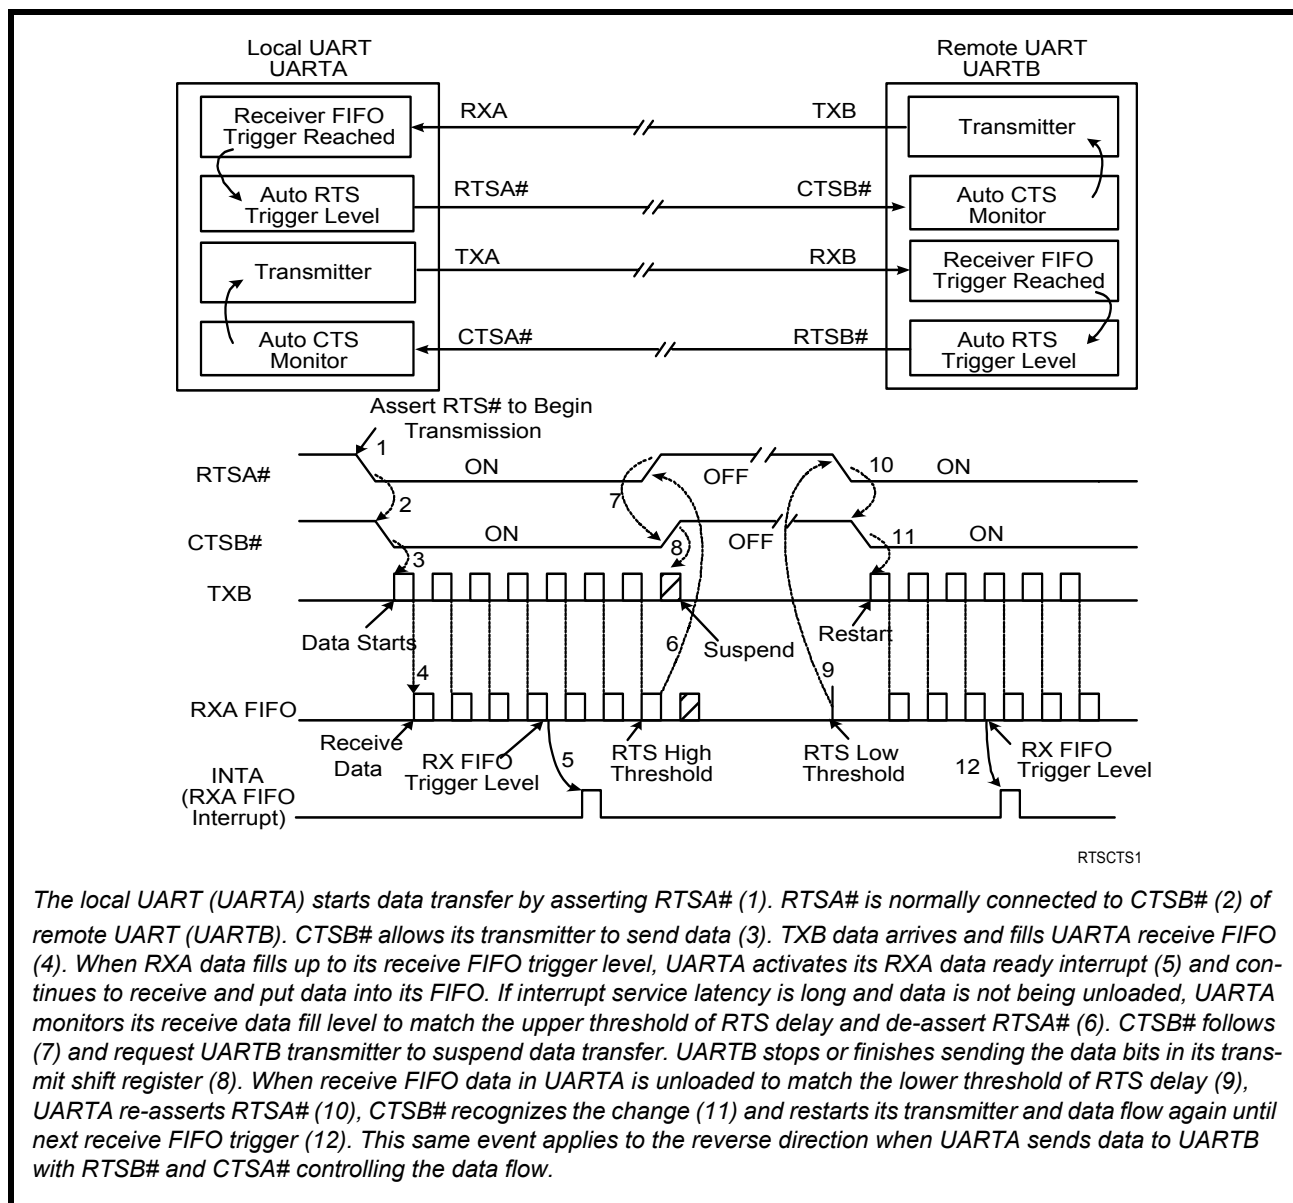 Local UART
UARTA
Remote UART
UARTB
Receiver FIFO
Trigger Reached
RXA
TXB
Transmitter
Auto RTS
Trigger Level
RTSA#
CTSB#
Auto CTS
Monitor
Transmitter
TXA
RXB
Receiver FIFO
Trigger Reached
Auto CTS
Monitor
CTSA#
RTSB#
Auto RTS
Trigger Level
Assert RTS# to Begin
Transmission
1
RTSA#
ON
OFF
10
ON
2
7
CTSB#
ON
8
OFF
11
ON
3
TXB
Data Starts
6
Suspend
Restart
4
9
RXA FIFO
Receive
Data
RX FIFO
Trigger Level
5
RTS High
Threshold
RTS Low
Threshold
12
RX FIFO
Trigger Level
INTA
(RXA FIFO
Interrupt)
RTSCTS1
The local UART (UARTA) starts data transfer by asserting RTSA# (1). RTSA# is normally connected to CTSB# (2) of
remote UART (UARTB). CTSB# allows its transmitter to send data (3). TXB data arrives and fills UARTA receive FIFO
(4). When RXA data fills up to its receive FIFO trigger level, UARTA activates its RXA data ready interrupt (5) and con-
tinues to receive and put data into its FIFO. If interrupt service latency is long and data is not being unloaded, UARTA
monitors its receive data fill level to match the upper threshold of RTS delay and de-assert RTSA# (6). CTSB# follows
(7) and request UARTB transmitter to suspend data transfer. UARTB stops or finishes sending the data bits in its trans-
mit shift register (8). When receive FIFO data in UARTA is unloaded to match the lower threshold of RTS delay (9),
UARTA re-asserts RTSA# (10), CTSB# recognizes the change (11) and restarts its transmitter and data flow again until
next receive FIFO trigger (12). This same event applies to the reverse direction when UARTA sends data to UARTB
with RTSB# and CTSA# controlling the data flow.